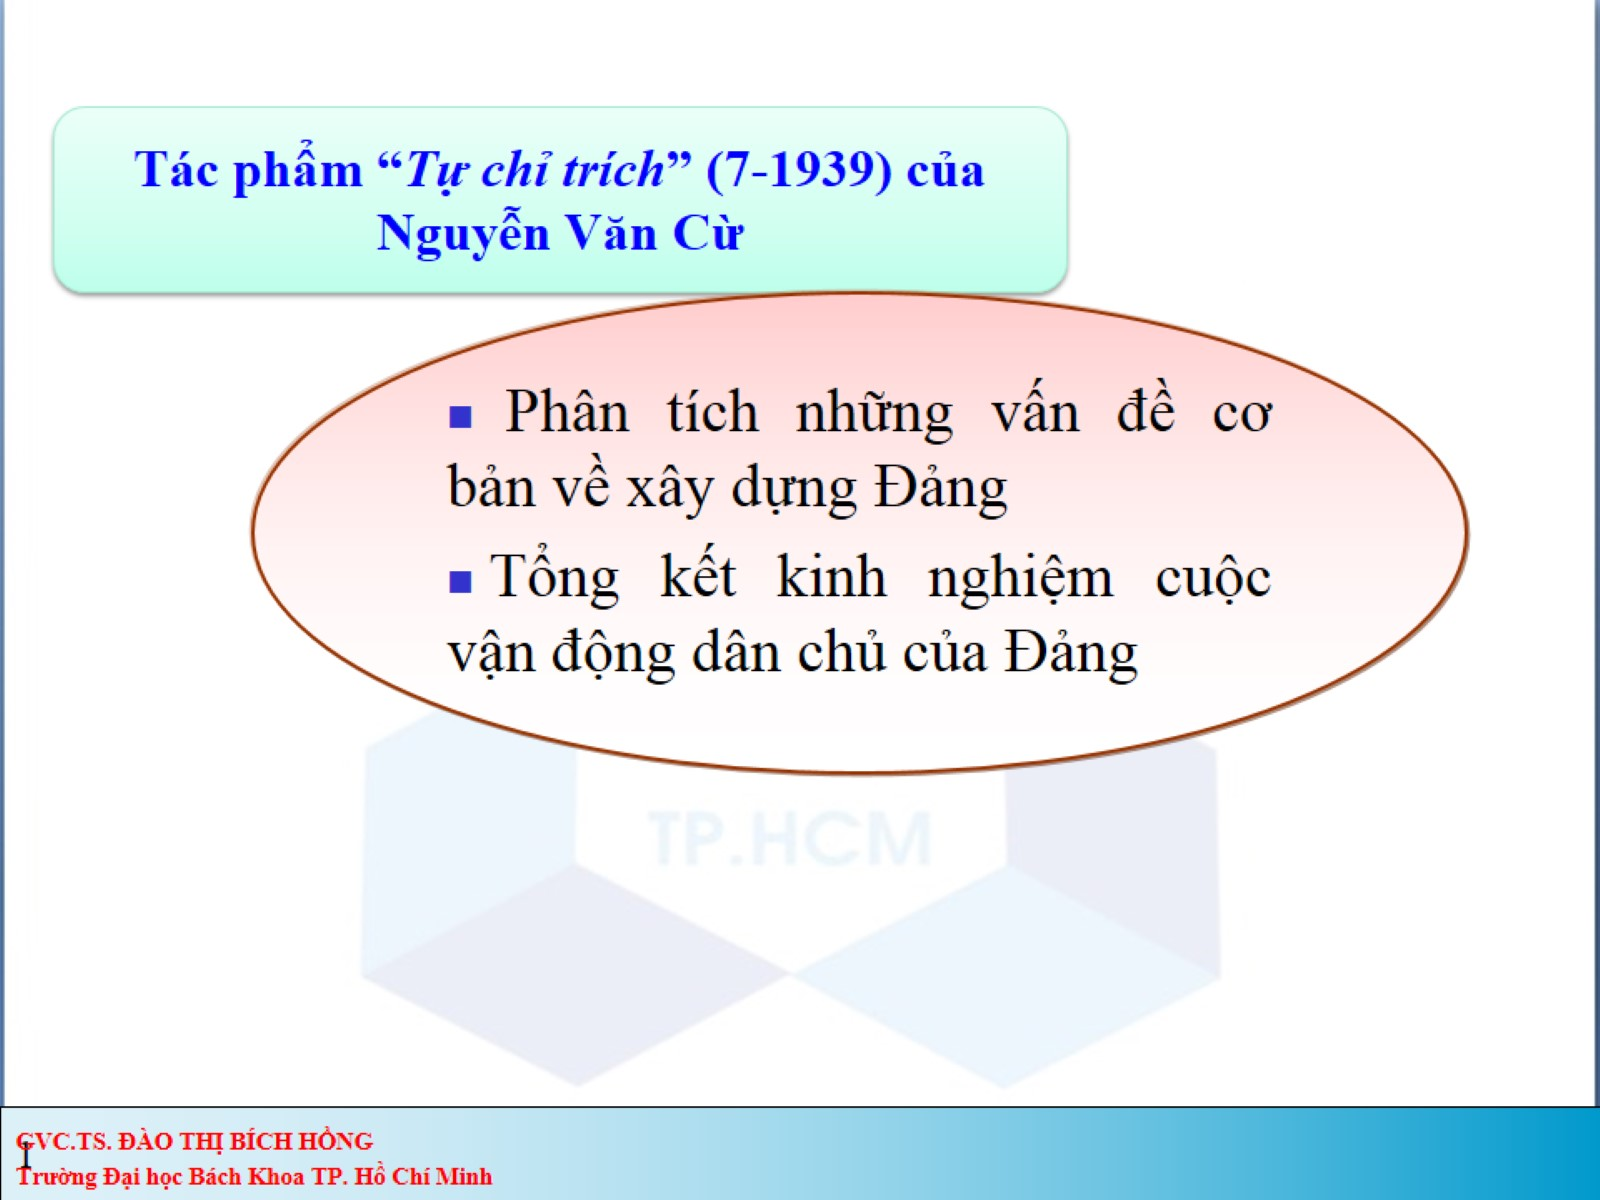 Tác phẩm “Tự chỉ trích” (7-1939) của
Nguyễn Văn Cừ
■ Phân tích những vấn đề cơ
bản về xây dựng Đảng
■ Tổng kết kinh nghiệm cuộc
vận động dân chủ của Đảng
TP.HCM
GVC.TS. ĐÀO THỊ BÍCH HỒNG
1
Trường Đại học Bách Khoa TP. Hồ Chí Minh